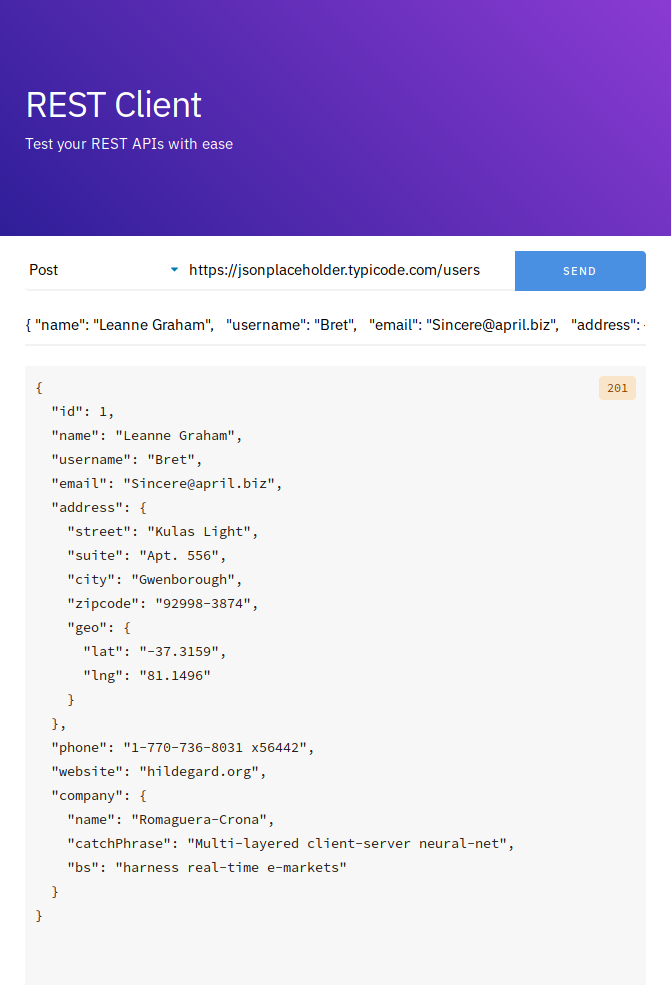 REST Client
Test your REST APIs with ease
Post https://jsonplaceholder.typicode.com/users SEND
{ "name": "Leanne Graham", "username": "Bret", "email": "Sincere@april.biz", "address":
201
{
  "id": 1,
  "name": "Leanne Graham",
  "username": "Bret",
  "email": "Sincere@april.biz",
  "address": {
    "street": "Kulas Light",
    "suite": "Apt. 556",
    "city": "Gwenborough",
    "zipcode": "92998-3874",
    "geo": {
      "lat": "-37.3159",
      "lng": "81.1496"
    }
  },
  "phone": "1-770-736-8031 x56442",
  "website": "hildegard.org",
  "company": {
    "name": "Romaguera-Crona",
    "catchPhrase": "Multi-layered client-server neural-net",
    "bs": "harness real-time e-markets"
  }
}